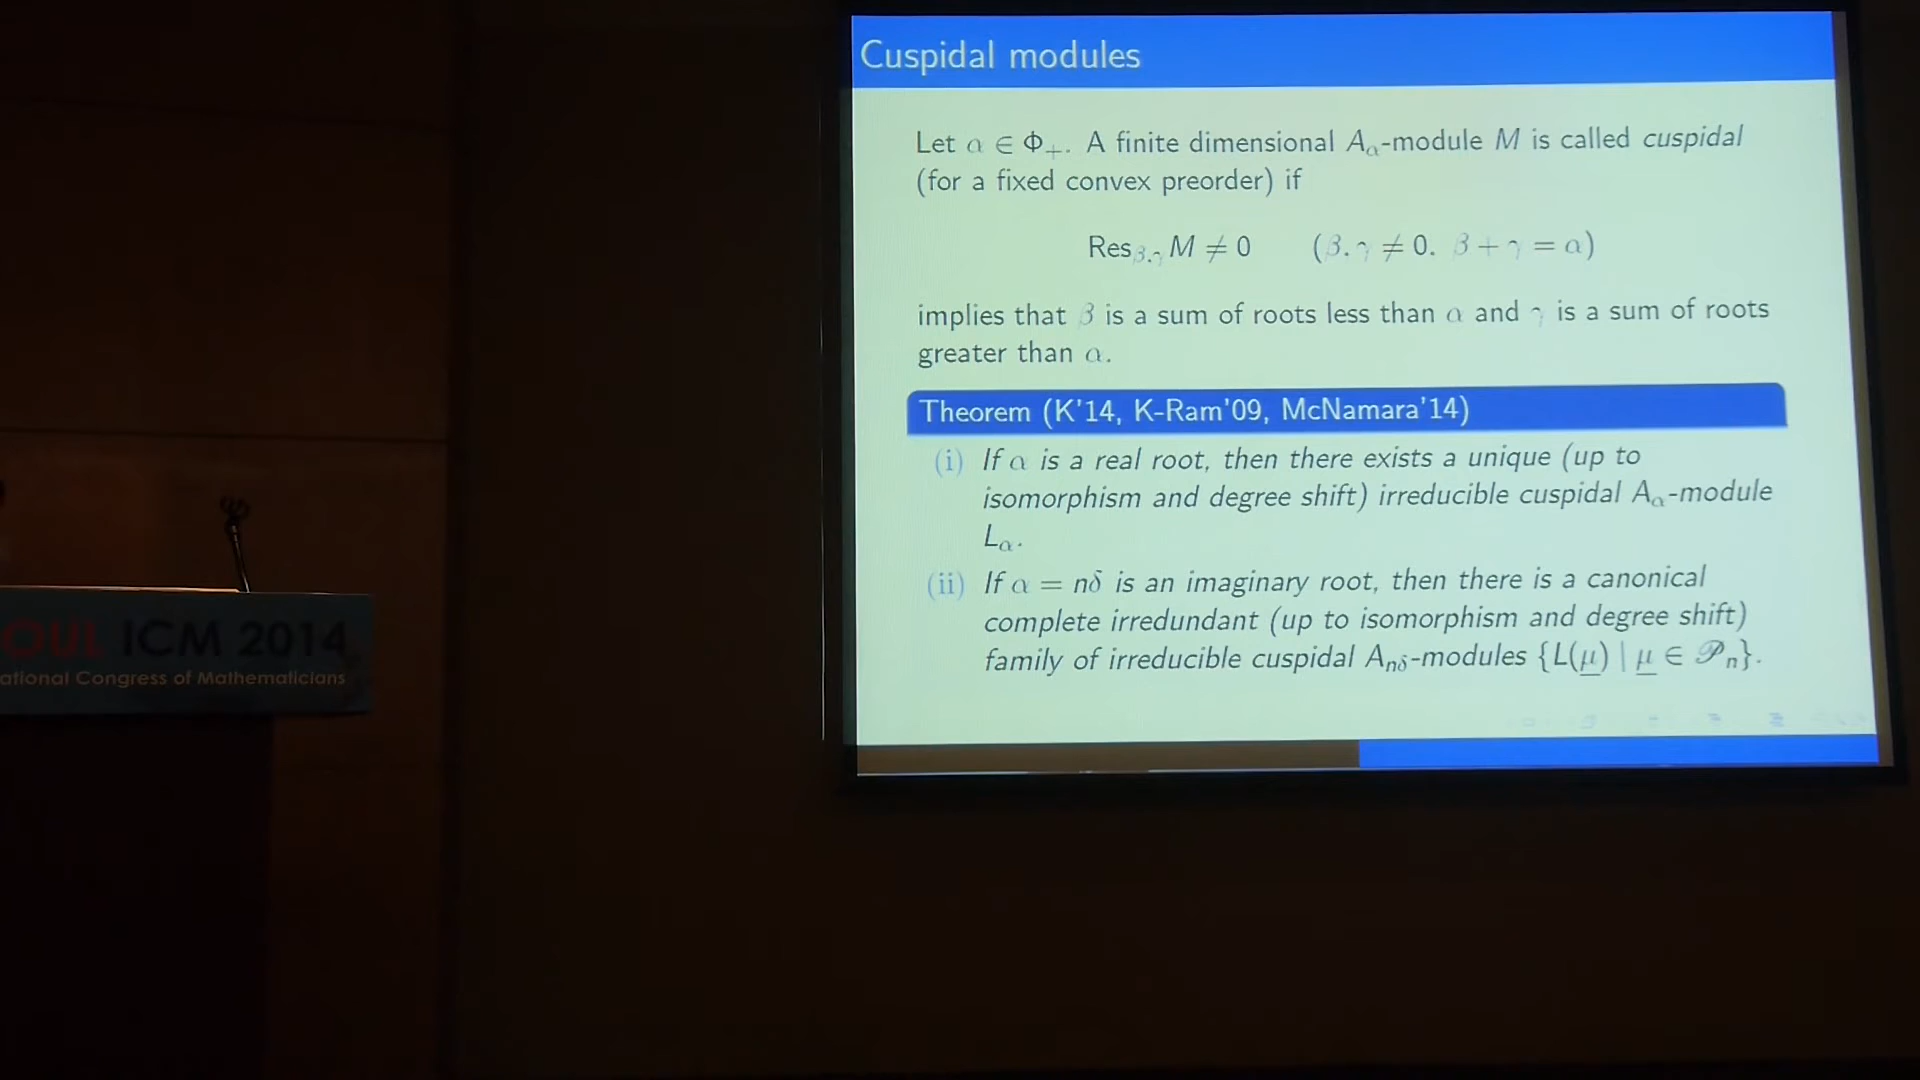 Cuspidal modules
Let α ∈ Φ₊. A finite dimensional A_α-module M is called cuspidal
(for a fixed convex preorder) if
Res_{β,γ} M ≠ 0 (β, γ ≠ 0, β + γ = α)
implies that β is a sum of roots less than α and γ is a sum of roots
greater than α.
Theorem (K'14, K-Ram'09, McNamara'14)
(i) If α is a real root, then there exists a unique (up to
isomorphism and degree shift) irreducible cuspidal A_α-module
L_α.
(ii) If α = nδ is an imaginary root, then there is a canonical
complete irredundant (up to isomorphism and degree shift)
family of irreducible cuspidal A_{nδ}-modules {L(μ) | μ ∈ 𝒫_n}.
OUL ICM 2014
ational Congress of Mathematicians